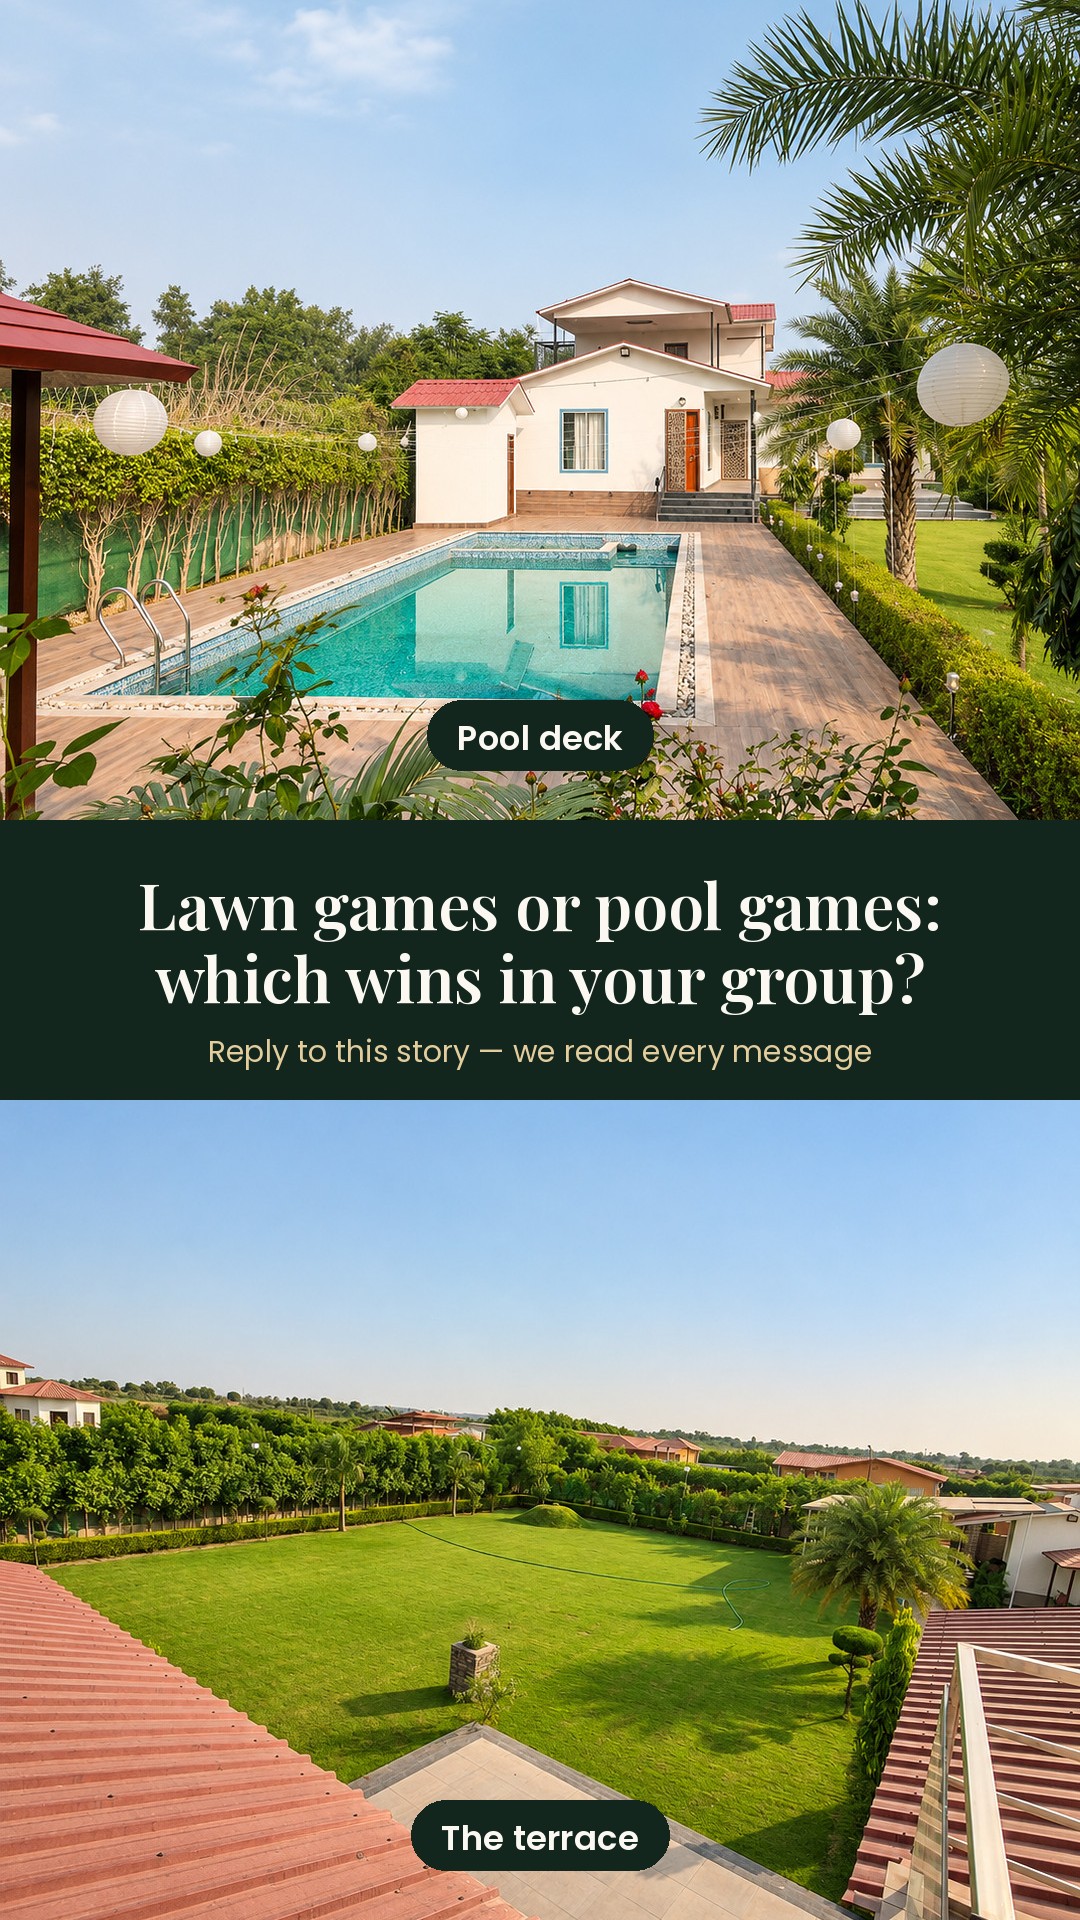 Pool deck
Lawn games or pool games:
which wins in your group?
Reply to this story — we read every message
The terrace